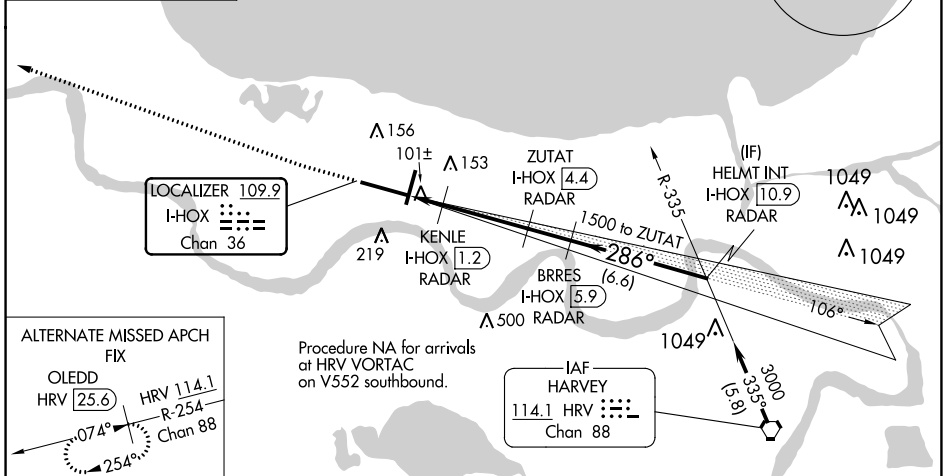 156
101±
153
219
LOCALIZER 109.9
I-HOX
Chan 36
KENLE
I-HOX 1.2
RADAR
ZUTAT
I-HOX 4.4
RADAR
R-335
(IF)
HELMT INT
I-HOX 10.9
RADAR
1049
1049
1049
1500 to ZUTAT
286°
(6.6)
BRRES
I-HOX 5.9
RADAR
500
106°
1049
3000
335°
(5.8)
Procedure NA for arrivals
at HRV VORTAC
on V552 southbound.
IAF
HARVEY
114.1 HRV
Chan 88
ALTERNATE MISSED APCH
FIX
OLEDD
HRV 25.6
HRV 114.1
R-254
Chan 88
074°
254°